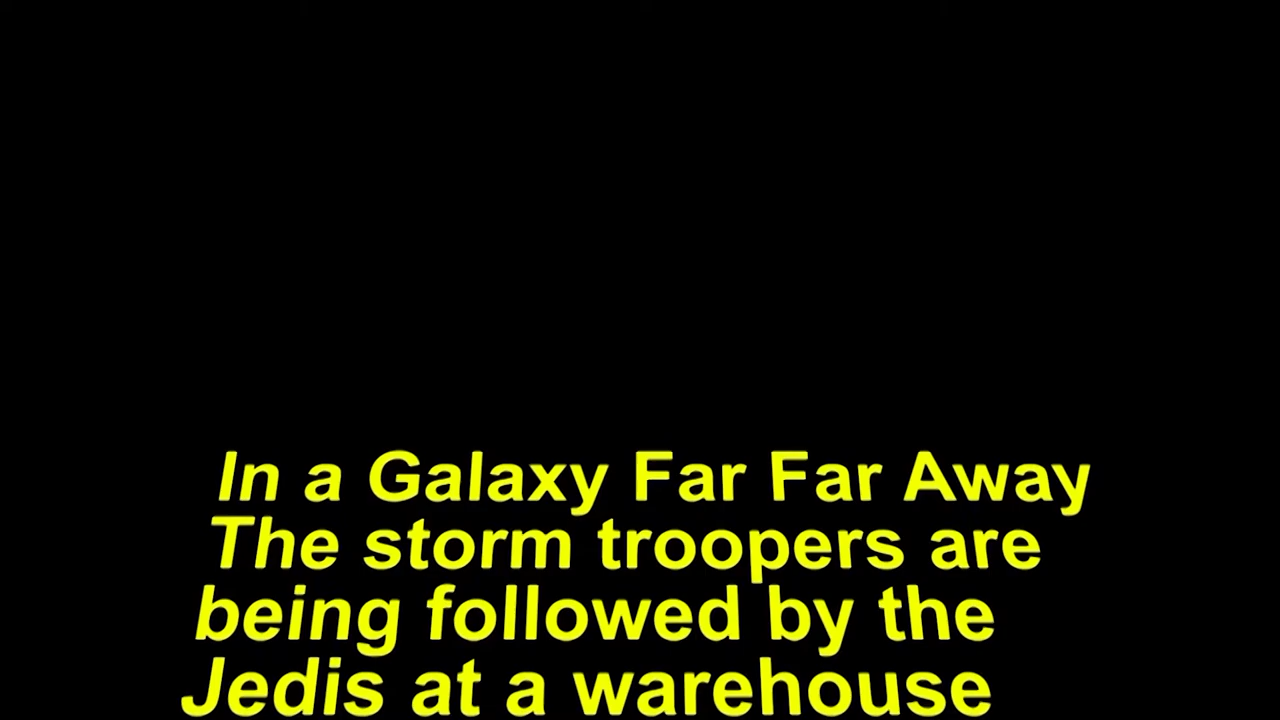 In a Galaxy Far Far Away
The storm troopers are
being followed by the
Jedis at a warehouse